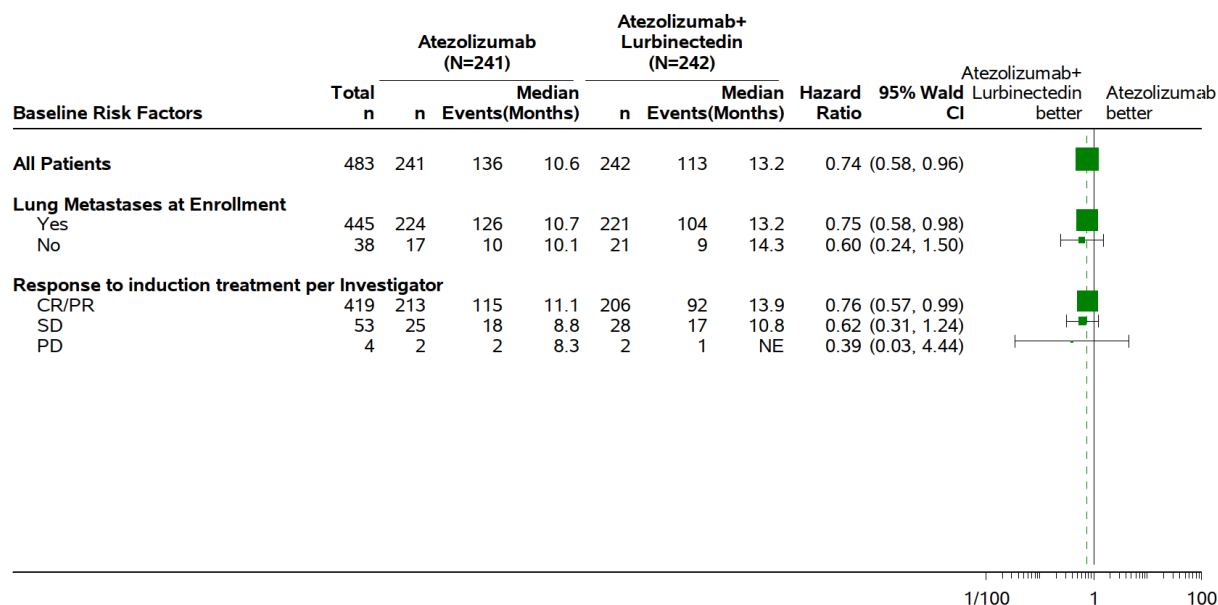 Atezolizumab+
Atezolizumab Lurbinectedin
(N=241) (N=242)
Atezolizumab+
Total Median Median Hazard 95% Wald Lurbinectedin Atezolizumab
Baseline Risk Factors n n Events(Months) n Events(Months) Ratio CI better better
All Patients 483 241 136 10.6 242 113 13.2 0.74 (0.58, 0.96)
Lung Metastases at Enrollment
Yes 445 224 126 10.7 221 104 13.2 0.75 (0.58, 0.98)
No 38 17 10 10.1 21 9 14.3 0.60 (0.24, 1.50)
Response to induction treatment per Investigator
CR/PR 419 213 115 11.1 206 92 13.9 0.76 (0.57, 0.99)
SD 53 25 18 8.8 28 17 10.8 0.62 (0.31, 1.24)
PD 4 2 2 8.3 2 1 NE 0.39 (0.03, 4.44)
1/100 1 100